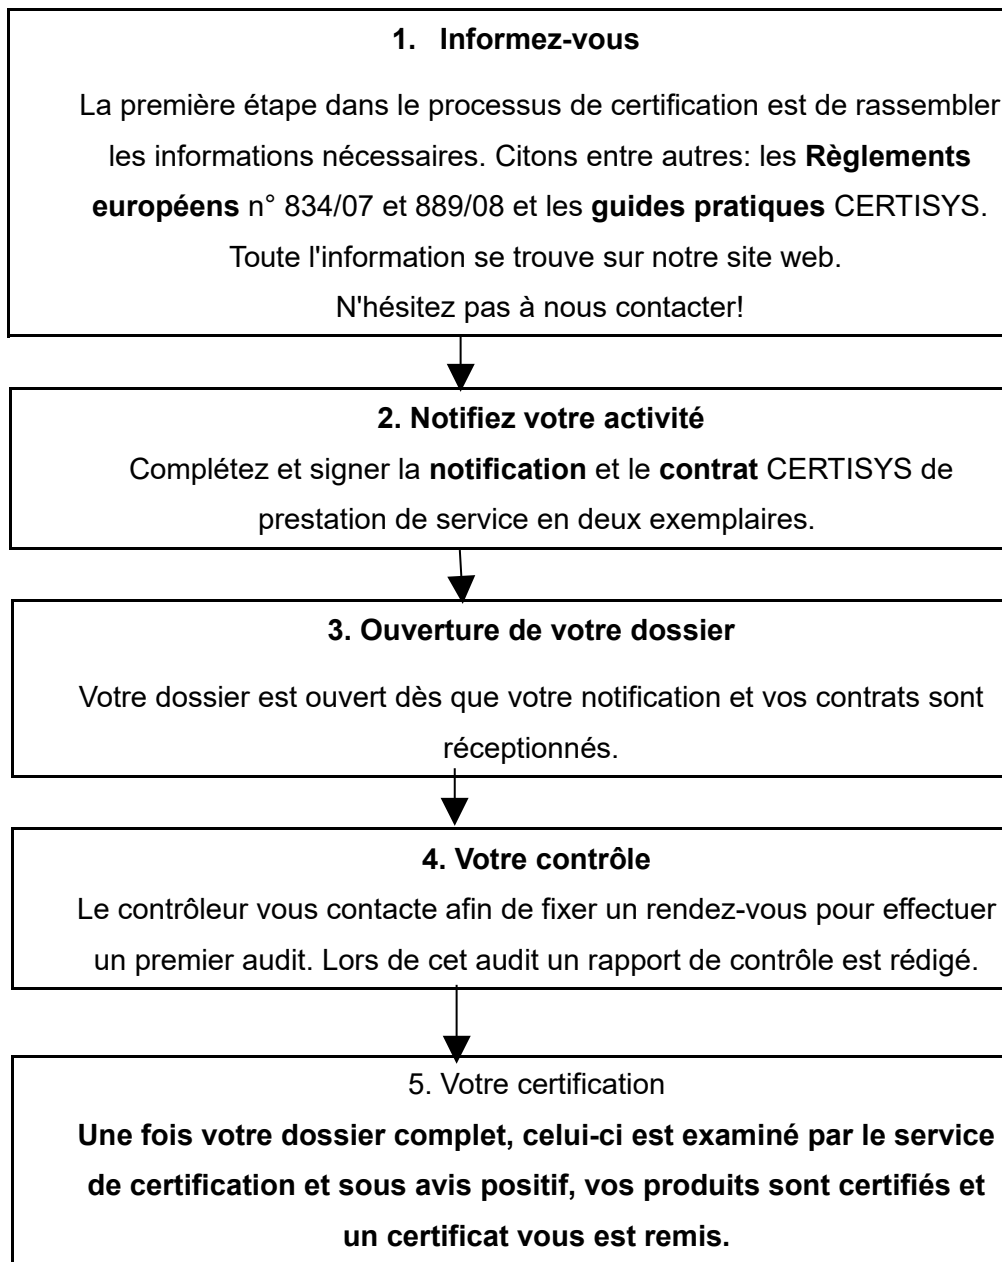 1. Informez-vous
La première étape dans le processus de certification est de rassembler
les informations nécessaires. Citons entre autres: les Règlements
européens n° 834/07 et 889/08 et les guides pratiques CERTISYS.
Toute l'information se trouve sur notre site web.
N'hésitez pas à nous contacter!
2. Notifiez votre activité
Complétez et signer la notification et le contrat CERTISYS de
prestation de service en deux exemplaires.
3. Ouverture de votre dossier
Votre dossier est ouvert dès que votre notification et vos contrats sont
réceptionnés.
4. Votre contrôle
Le contrôleur vous contacte afin de fixer un rendez-vous pour effectuer
un premier audit. Lors de cet audit un rapport de contrôle est rédigé.
5. Votre certification
Une fois votre dossier complet, celui-ci est examiné par le service
de certification et sous avis positif, vos produits sont certifiés et
un certificat vous est remis.